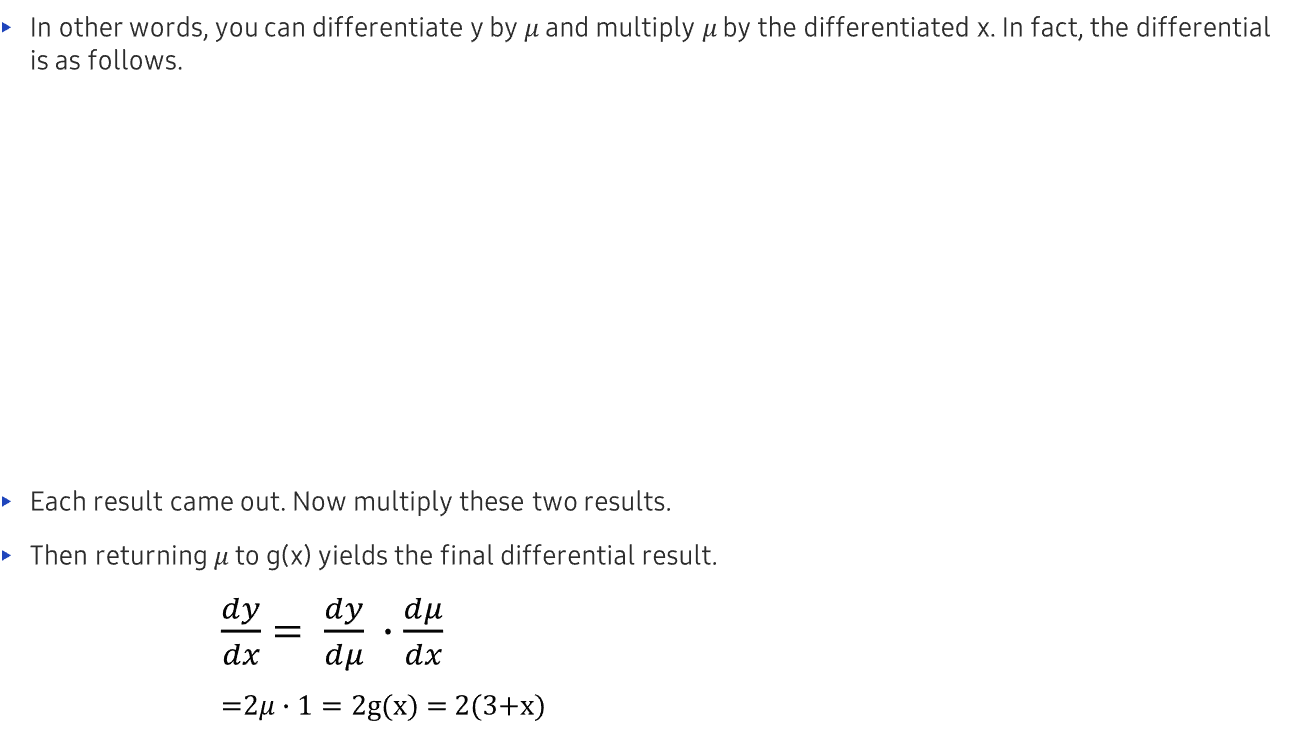 ▸ In other words, you can differentiate y by μ and multiply μ by the differentiated x. In fact, the differential
is as follows.
▸ Each result came out. Now multiply these two results.
▸ Then returning μ to g(x) yields the final differential result.
dy/dx = dy/dμ · dμ/dx
=2μ · 1 = 2g(x) = 2(3+x)